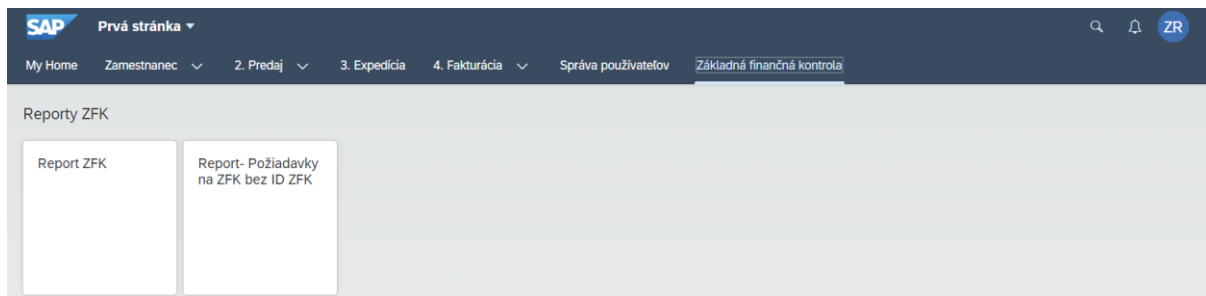 SAP Prvá stránka ZR
My Home Zamestnanec 2. Predaj 3. Expedícia 4. Fakturácia Správa používateľov Základná finančná kontrola
Reporty ZFK
Report ZFK
Report- Požiadavky
na ZFK bez ID ZFK